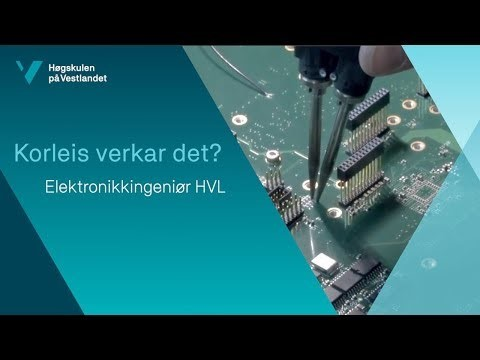 Høgskulen
på Vestlandet
Korleis verkar det?
Elektronikkingeniør HVL